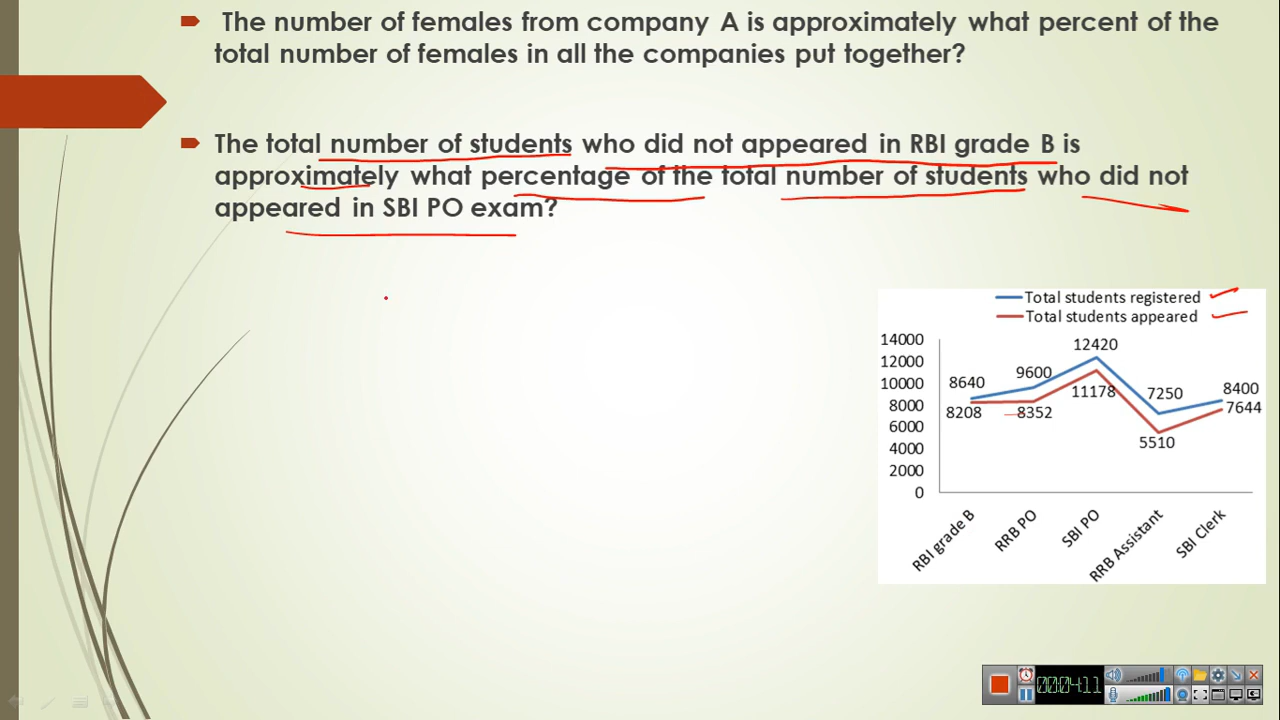 The number of females from company A is approximately what percent of the
total number of females in all the companies put together?
The total number of students who did not appeared in RBI grade B is
approximately what percentage of the total number of students who did not
appeared in SBI PO exam?
Total students registered
Total students appeared
14000
12000
10000
8000
6000
4000
2000
0
8640
9600
12420
7250
8400
8208
8352
11178
5510
7644
RBI grade B
RRB PO
SBI PO
RRB Assistant
SBI Clerk
00:04:11